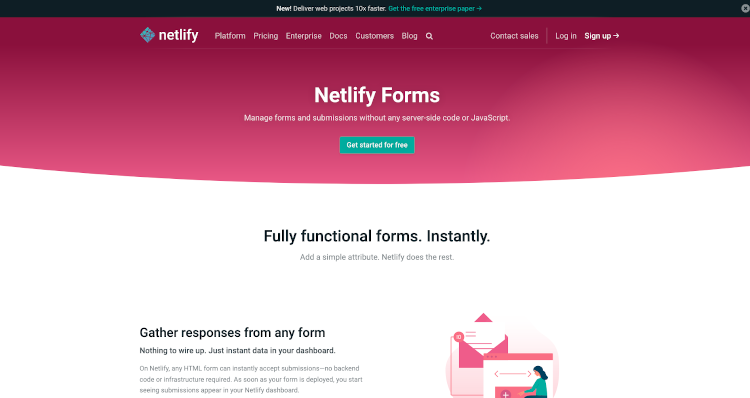 New! Deliver web projects 10x faster. Get the free enterprise paper →
netlify Platform Pricing Enterprise Docs Customers Blog Contact sales Log in Sign up →
Netlify Forms
Manage forms and submissions without any server-side code or JavaScript.
Get started for free
Fully functional forms. Instantly.
Add a simple attribute. Netlify does the rest.
Gather responses from any form
Nothing to wire up. Just instant data in your dashboard.
On Netlify, any HTML form can instantly accept submissions—no backend
code or infrastructure required. As soon as your form is deployed, you start
seeing submissions appear in your Netlify dashboard.
10